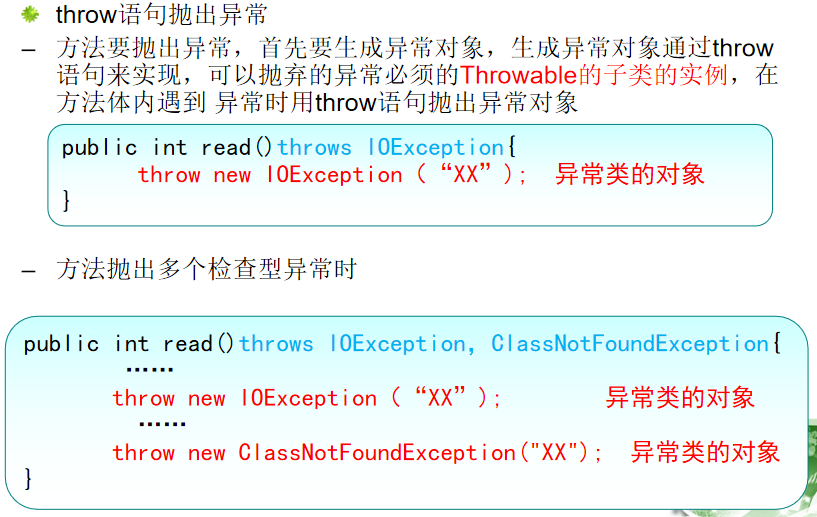 throw语句抛出异常
– 方法要抛出异常，首先要生成异常对象，生成异常对象通过throw
语句来实现，可以抛弃的异常必须的Throwable的子类的实例，在
方法体内遇到 异常时用throw语句抛出异常对象
public int read()throws IOException{
throw new IOException（“XX”); 异常类的对象
}
– 方法抛出多个检查型异常时
public int read()throws IOException, ClassNotFoundException{
……
throw new IOException（“XX”); 异常类的对象
……
throw new ClassNotFoundException("XX"); 异常类的对象
}